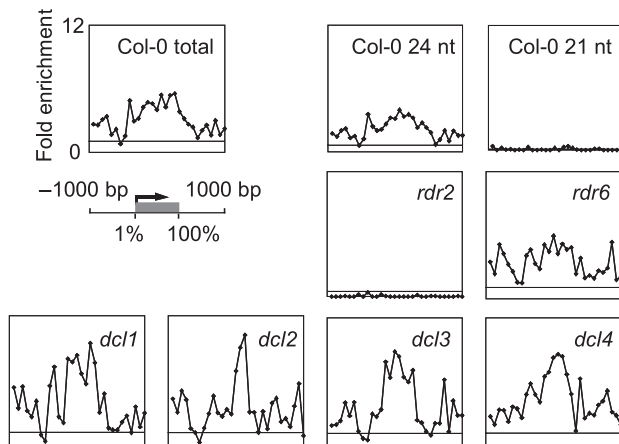 12
Fold enrichment
0
Col-0 total
Col-0 24 nt
Col-0 21 nt
–1000 bp
1000 bp
1%
100%
rdr2
rdr6
dcl1
dcl2
dcl3
dcl4